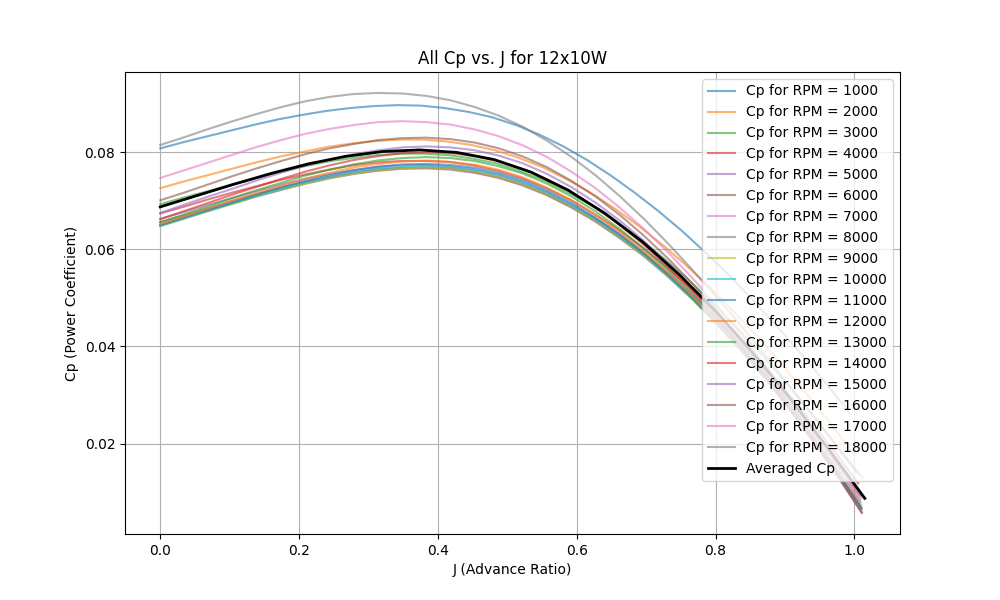 All Cp vs. J for 12x10W
Cp (Power Coefficient)
0.08
0.06
0.04
0.02
0.0
0.2
0.4
0.6
0.8
1.0
J (Advance Ratio)
Cp for RPM = 1000
Cp for RPM = 2000
Cp for RPM = 3000
Cp for RPM = 4000
Cp for RPM = 5000
Cp for RPM = 6000
Cp for RPM = 7000
Cp for RPM = 8000
Cp for RPM = 9000
Cp for RPM = 10000
Cp for RPM = 11000
Cp for RPM = 12000
Cp for RPM = 13000
Cp for RPM = 14000
Cp for RPM = 15000
Cp for RPM = 16000
Cp for RPM = 17000
Cp for RPM = 18000
Averaged Cp